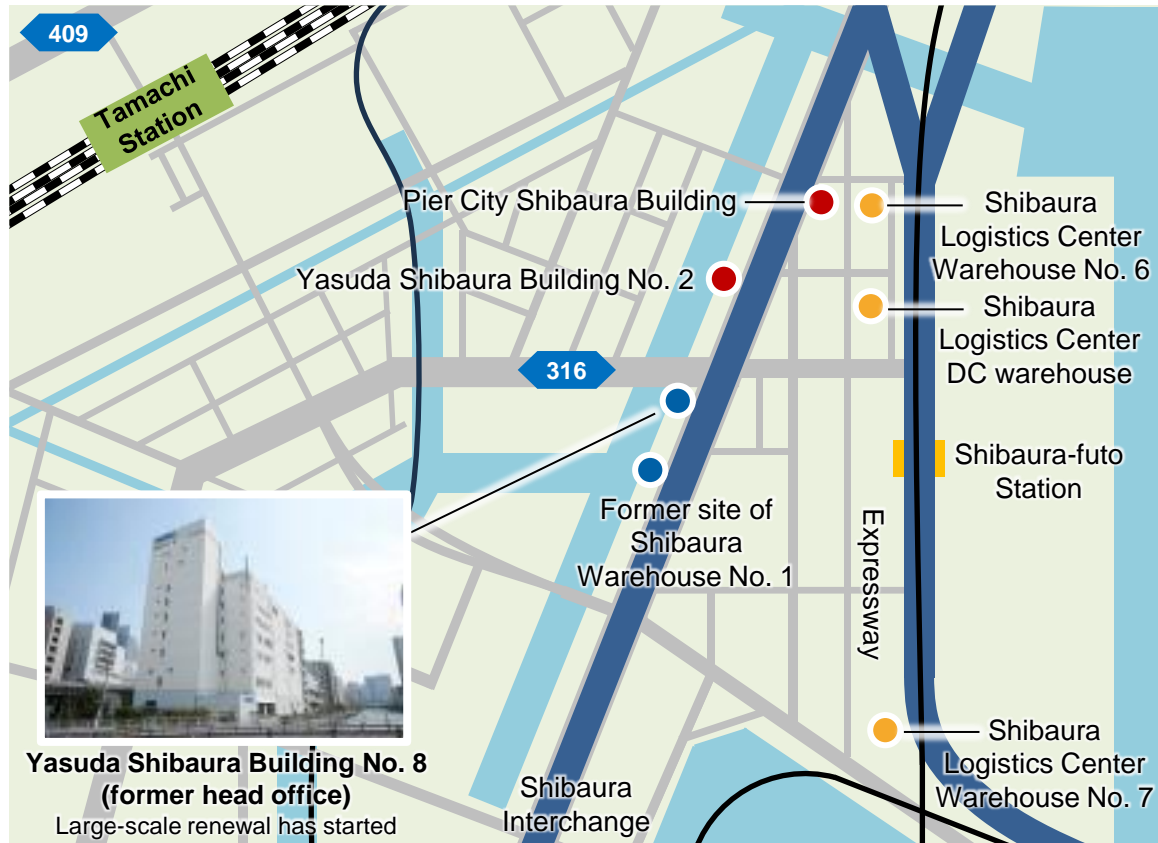 409
Tamachi
Station
Pier City Shibaura Building
Shibaura
Logistics Center
Warehouse No. 6
Yasuda Shibaura Building No. 2
Shibaura
Logistics Center
DC warehouse
316
Shibaura-futo
Station
Former site of
Shibaura
Warehouse No. 1
Expressway
Yasuda Shibaura Building No. 8
(former head office)
Large-scale renewal has started
Shibaura
Interchange
Shibaura
Logistics Center
Warehouse No. 7